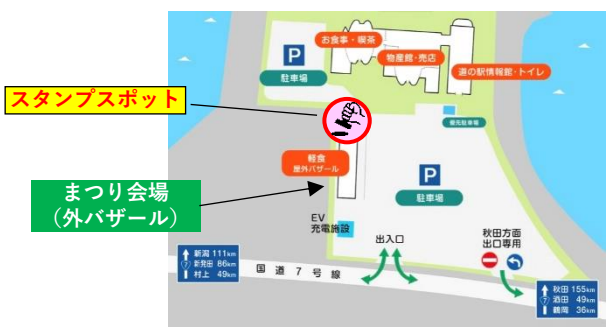 お食事・喫茶
P
駐車場
物産館・売店
道の駅情報館・トイレ
スタンプスポット
優先駐車場
軽食
屋外バザール
P
駐車場
まつり会場
(外バザール)
EV
充電施設
出入口
秋田方面
出口専用
新潟 111km
7 新発田 86km
村上 49km
国道7号線
秋田 155km
7 酒田 49km
鶴岡 36km